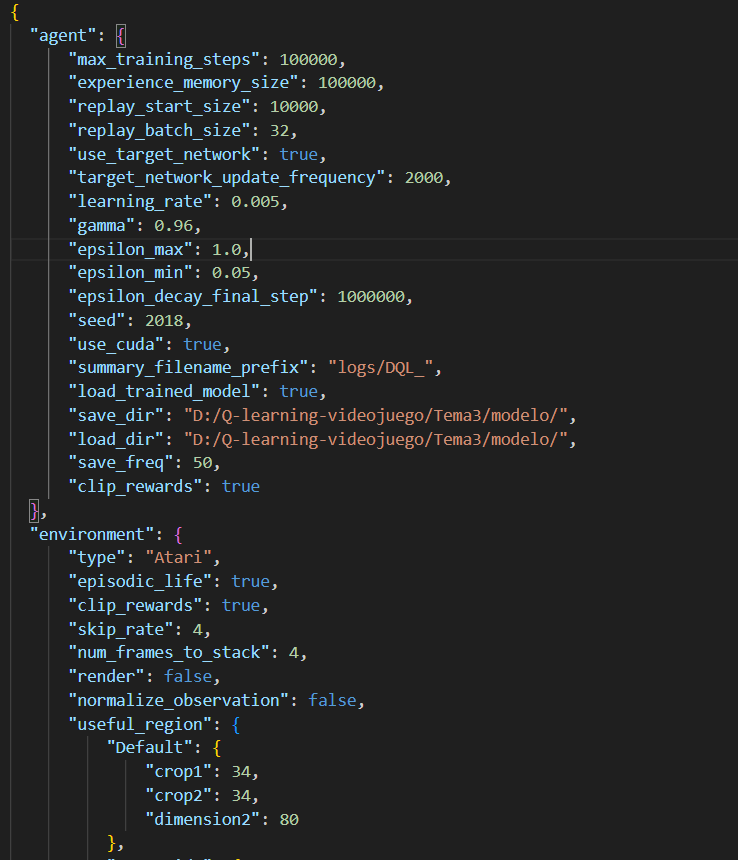 {
"agent": {
"max_training_steps": 100000,
"experience_memory_size": 100000,
"replay_start_size": 10000,
"replay_batch_size": 32,
"use_target_network": true,
"target_network_update_frequency": 2000,
"learning_rate": 0.005,
"gamma": 0.96,
"epsilon_max": 1.0,
"epsilon_min": 0.05,
"epsilon_decay_final_step": 1000000,
"seed": 2018,
"use_cuda": true,
"summary_filename_prefix": "logs/DQL_",
"load_trained_model": true,
"save_dir": "D:/Q-learning-videojuego/Tema3/modelo/",
"load_dir": "D:/Q-learning-videojuego/Tema3/modelo/",
"save_freq": 50,
"clip_rewards": true
},
"environment": {
"type": "Atari",
"episodic_life": true,
"clip_rewards": true,
"skip_rate": 4,
"num_frames_to_stack": 4,
"render": false,
"normalize_observation": false,
"useful_region": {
"Default": {
"crop1": 34,
"crop2": 34,
"dimension2": 80
},